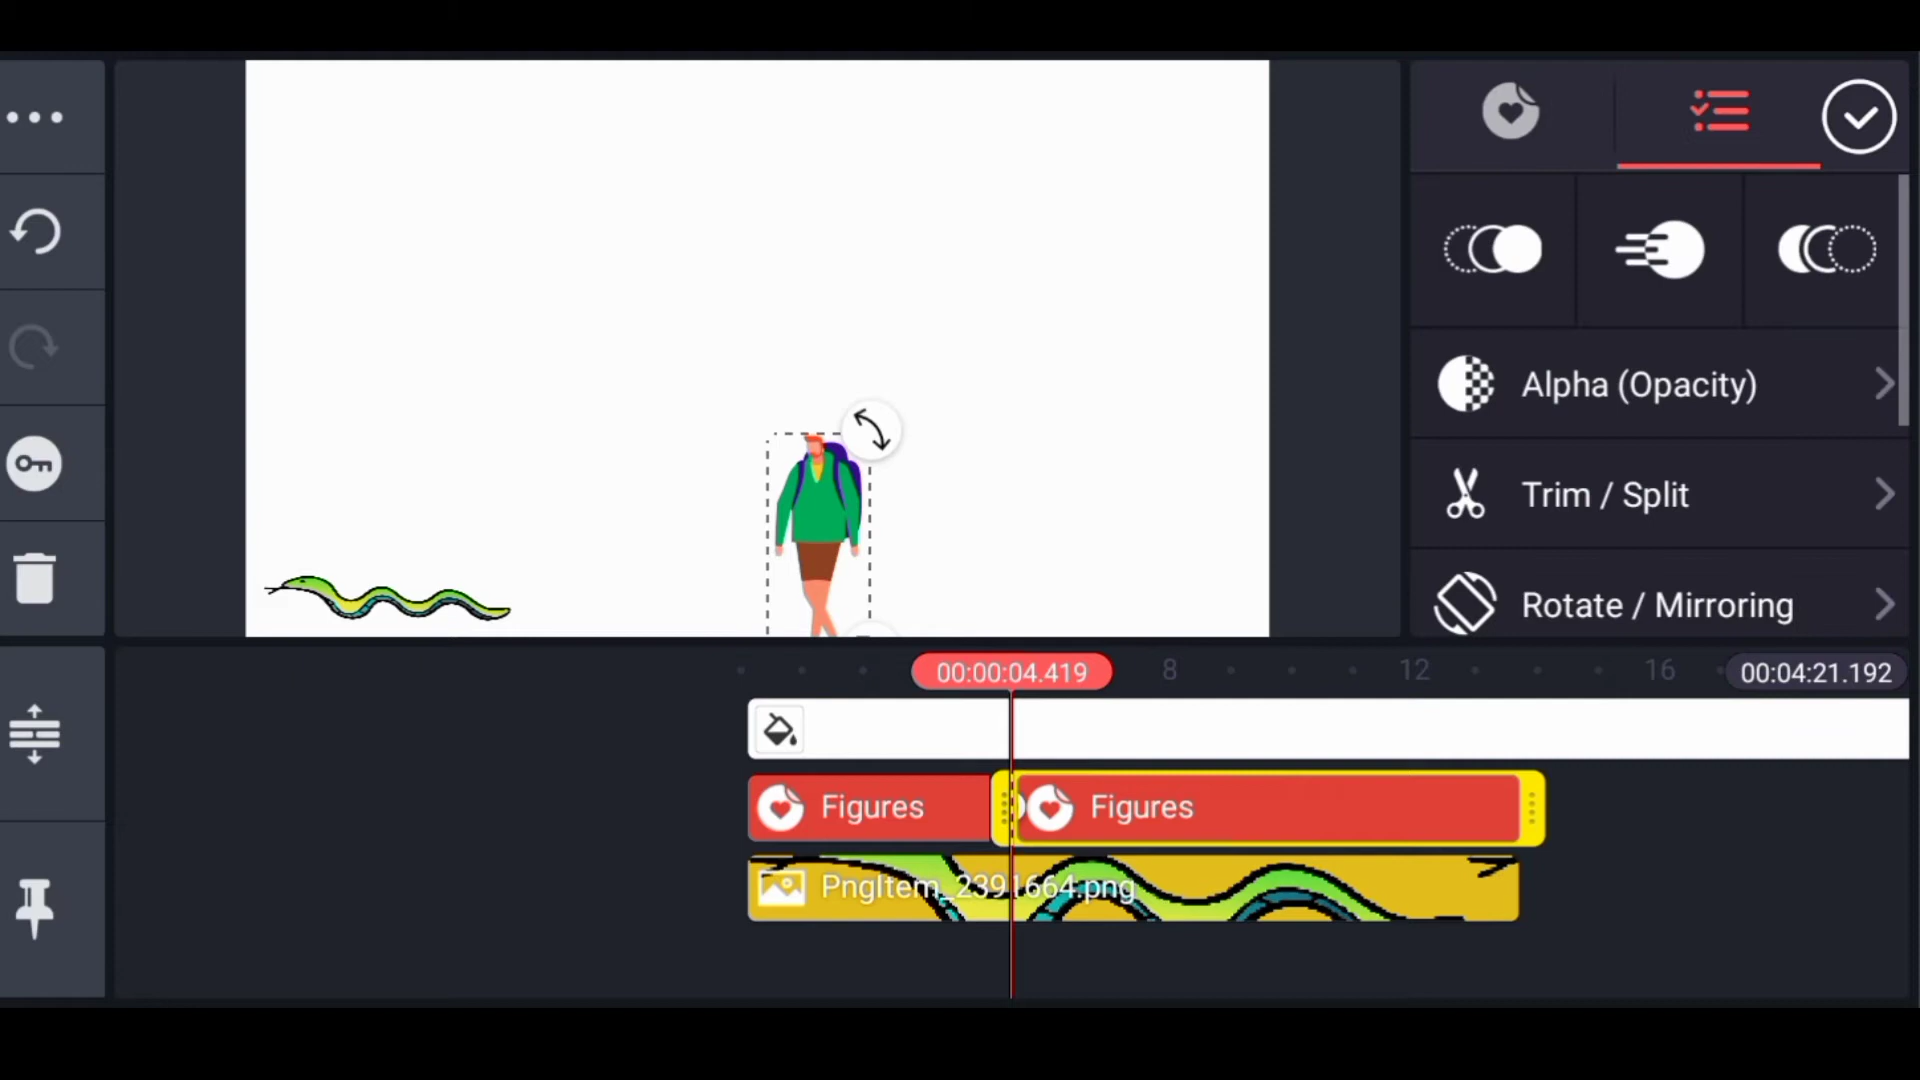 Alpha (Opacity)
Trim / Split
Rotate / Mirroring
00:00:04.419
8
12
16
00:04:21.192
Figures
Figures
PngItem_2391664.png